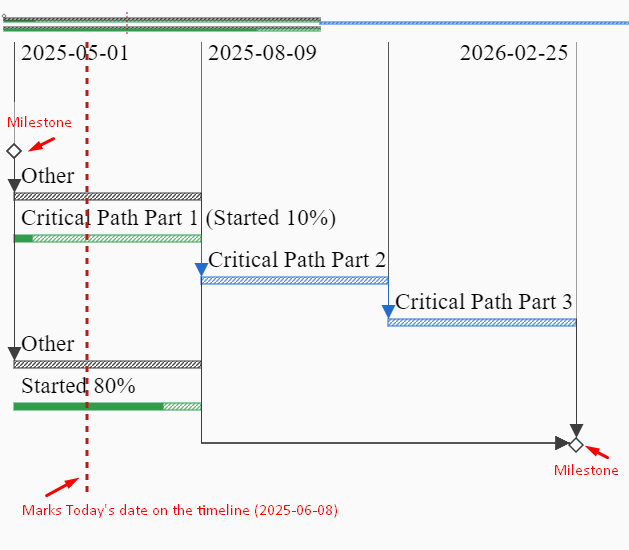 2025-05-01 2025-08-09 2026-02-25
Milestone
Other
Critical Path Part 1 (Started 10%)
Critical Path Part 2
Critical Path Part 3
Other
Started 80%
Milestone
Marks Today's date on the timeline (2025-06-08)